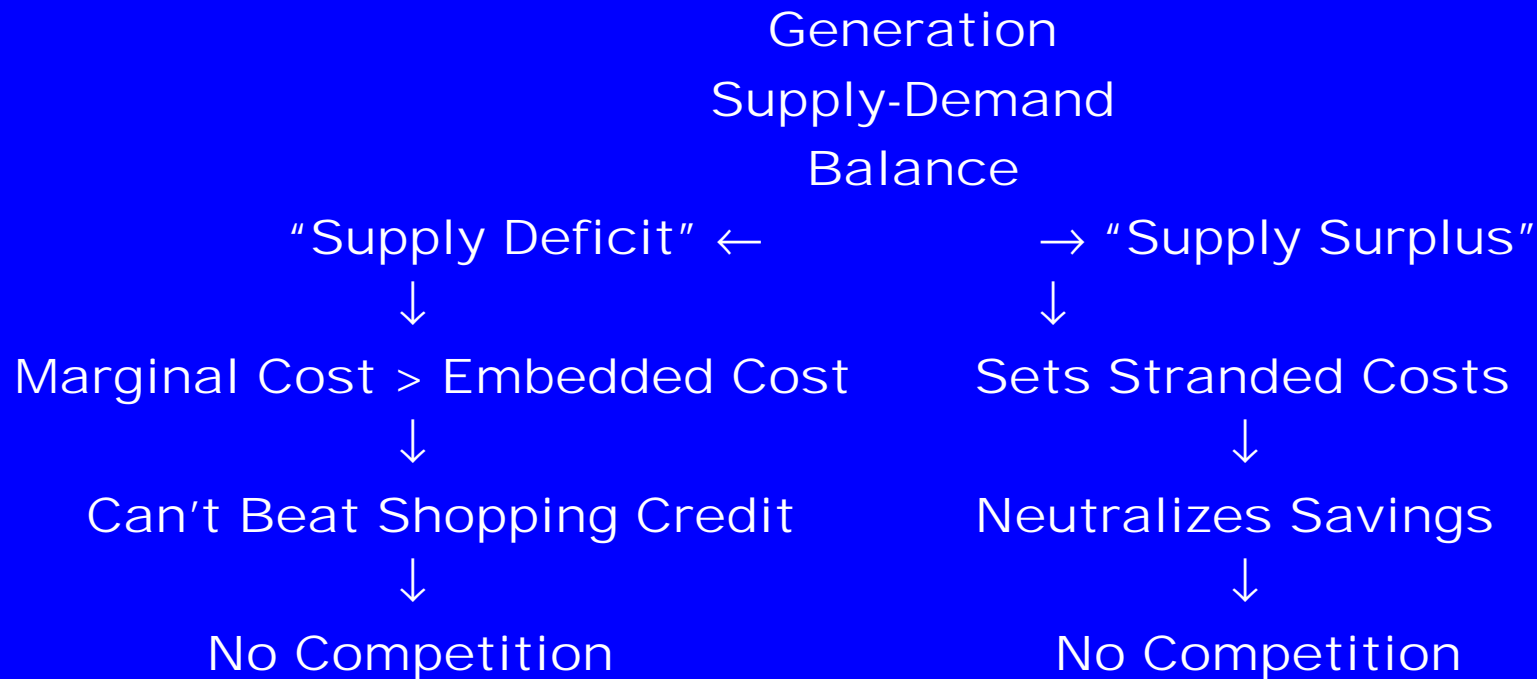 Generation
Supply-Demand
Balance
“Supply Deficit” ← → “Supply Surplus”
↓ ↓
Marginal Cost > Embedded Cost Sets Stranded Costs
↓ ↓
Can’t Beat Shopping Credit Neutralizes Savings
↓ ↓
No Competition No Competition